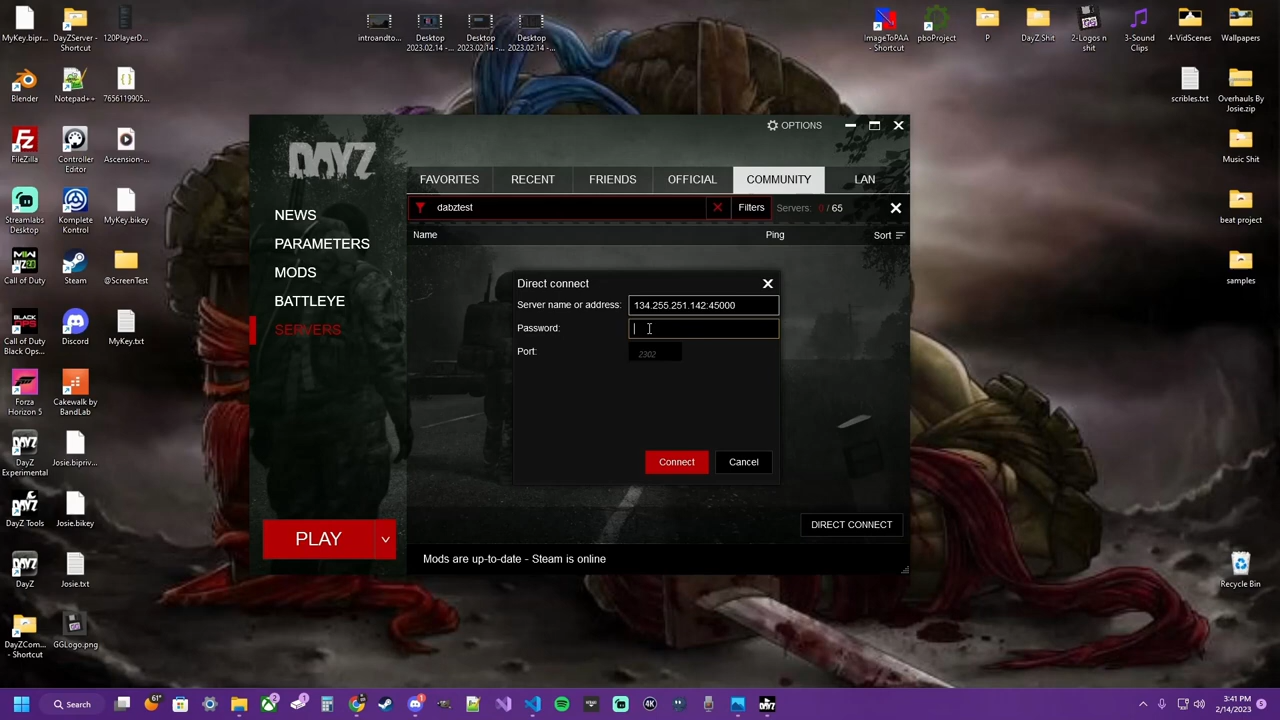 MyKey.bipr...
DayZServer - Shortcut
120PlayerD...
introandto...
Desktop 2023.02.14 -...
Desktop 2023.02.14 -...
Desktop 2023.02.14 -...
ImageToPAA - Shortcut
pboProject
P
DayZ Shit
2-Logos n shit
3-Sound Clips
4-VidScenes
Wallpapers
Blender
Notepad++
7656119905...
scribles.txt
Overhauls By Josie.zip
FileZilla
Controller Editor
Ascension-...
Music Shit
Streamlabs Desktop
Komplete Kontrol
MyKey.bikey
beat project
Call of Duty
Steam
@ScreenTest
samples
Call of Duty Black Ops...
Discord
MyKey.txt
Forza Horizon 5
Cakewalk by BandLab
DayZ Experimental
Josie.bipriv...
DayZ Tools
Josie.bikey
DayZ
Josie.txt
Recycle Bin
DayZCom... - Shortcut
GGLogo.png
OPTIONS
DAYZ
FAVORITES
RECENT
FRIENDS
OFFICIAL
COMMUNITY
LAN
dabztest
Filters
Servers: 0 / 65
Name
Ping
Sort
NEWS
PARAMETERS
MODS
BATTLEYE
SERVERS
Direct connect
Server name or address: 134.255.251.142:45000
Password:
Port: 2302
Connect
Cancel
DIRECT CONNECT
PLAY
Mods are up-to-date - Steam is online
61°
Search
3:41 PM
2/14/2023